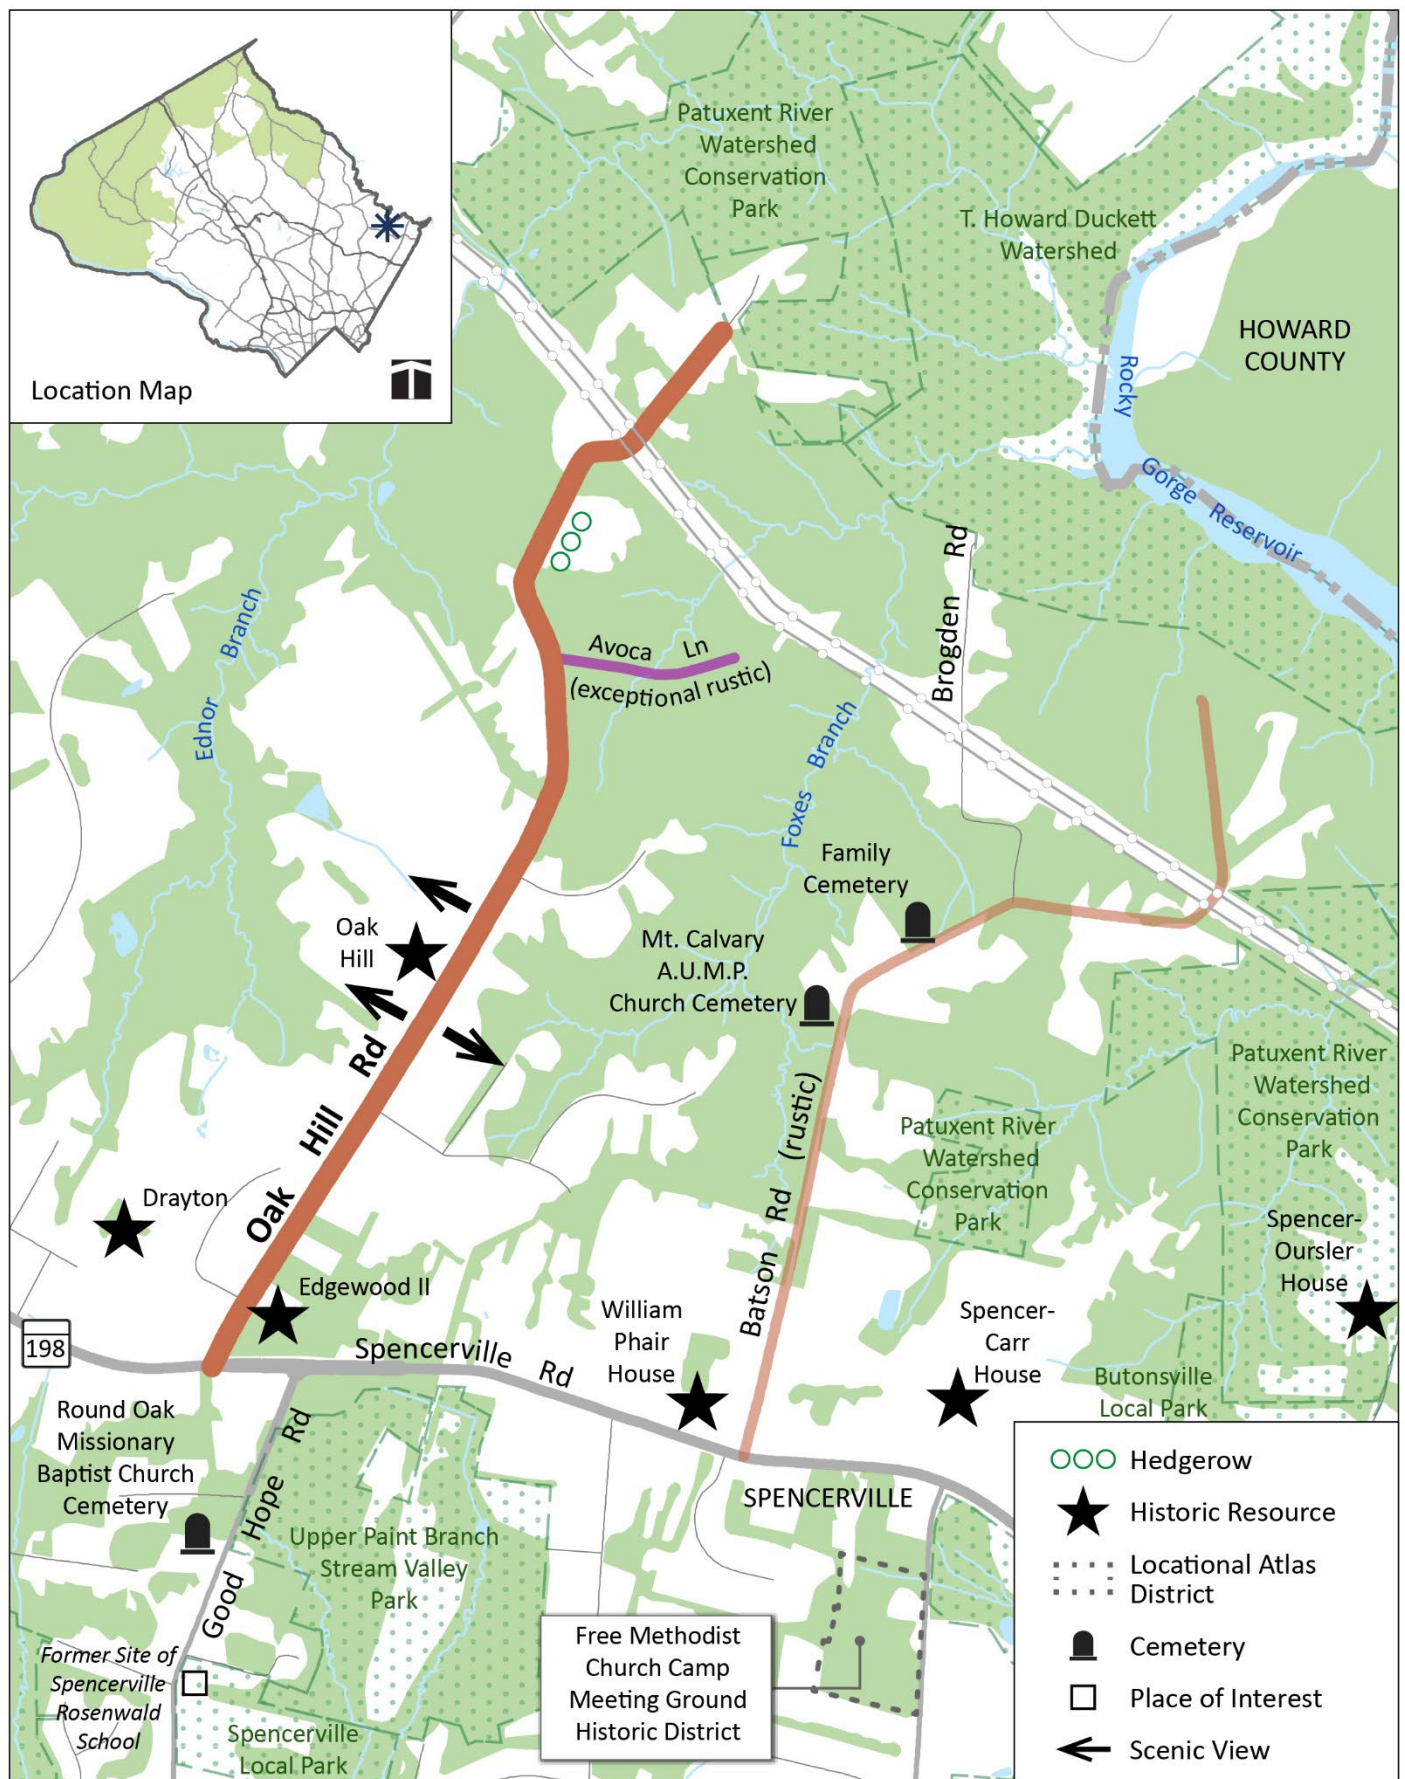 Location Map
Patuxent River
Watershed
Conservation
Park
T. Howard Duckett
Watershed
HOWARD
COUNTY
Rocky
Gorge Reservoir
Brogden Rd
Ednor Branch
Avoca Ln
(exceptional rustic)
Foxes Branch
Family
Cemetery
Oak
Hill
Mt. Calvary
A.U.M.P.
Church Cemetery
Oak Hill Rd
Batson Rd (rustic)
Patuxent River
Watershed
Conservation
Park
Patuxent River
Watershed
Conservation
Park
Drayton
Spencer-
Oursler
House
Edgewood II
William
Phair
House
Spencer-
Carr
House
198
Spencerville Rd
Butonsville
Local Park
Round Oak
Missionary
Baptist Church
Cemetery
Good Hope Rd
SPENCERVILLE
Upper Paint Branch
Stream Valley
Park
Former Site of
Spencerville
Rosenwald
School
Spencerville
Local Park
Free Methodist
Church Camp
Meeting Ground
Historic District
Hedgerow
Historic Resource
Locational Atlas
District
Cemetery
Place of Interest
Scenic View